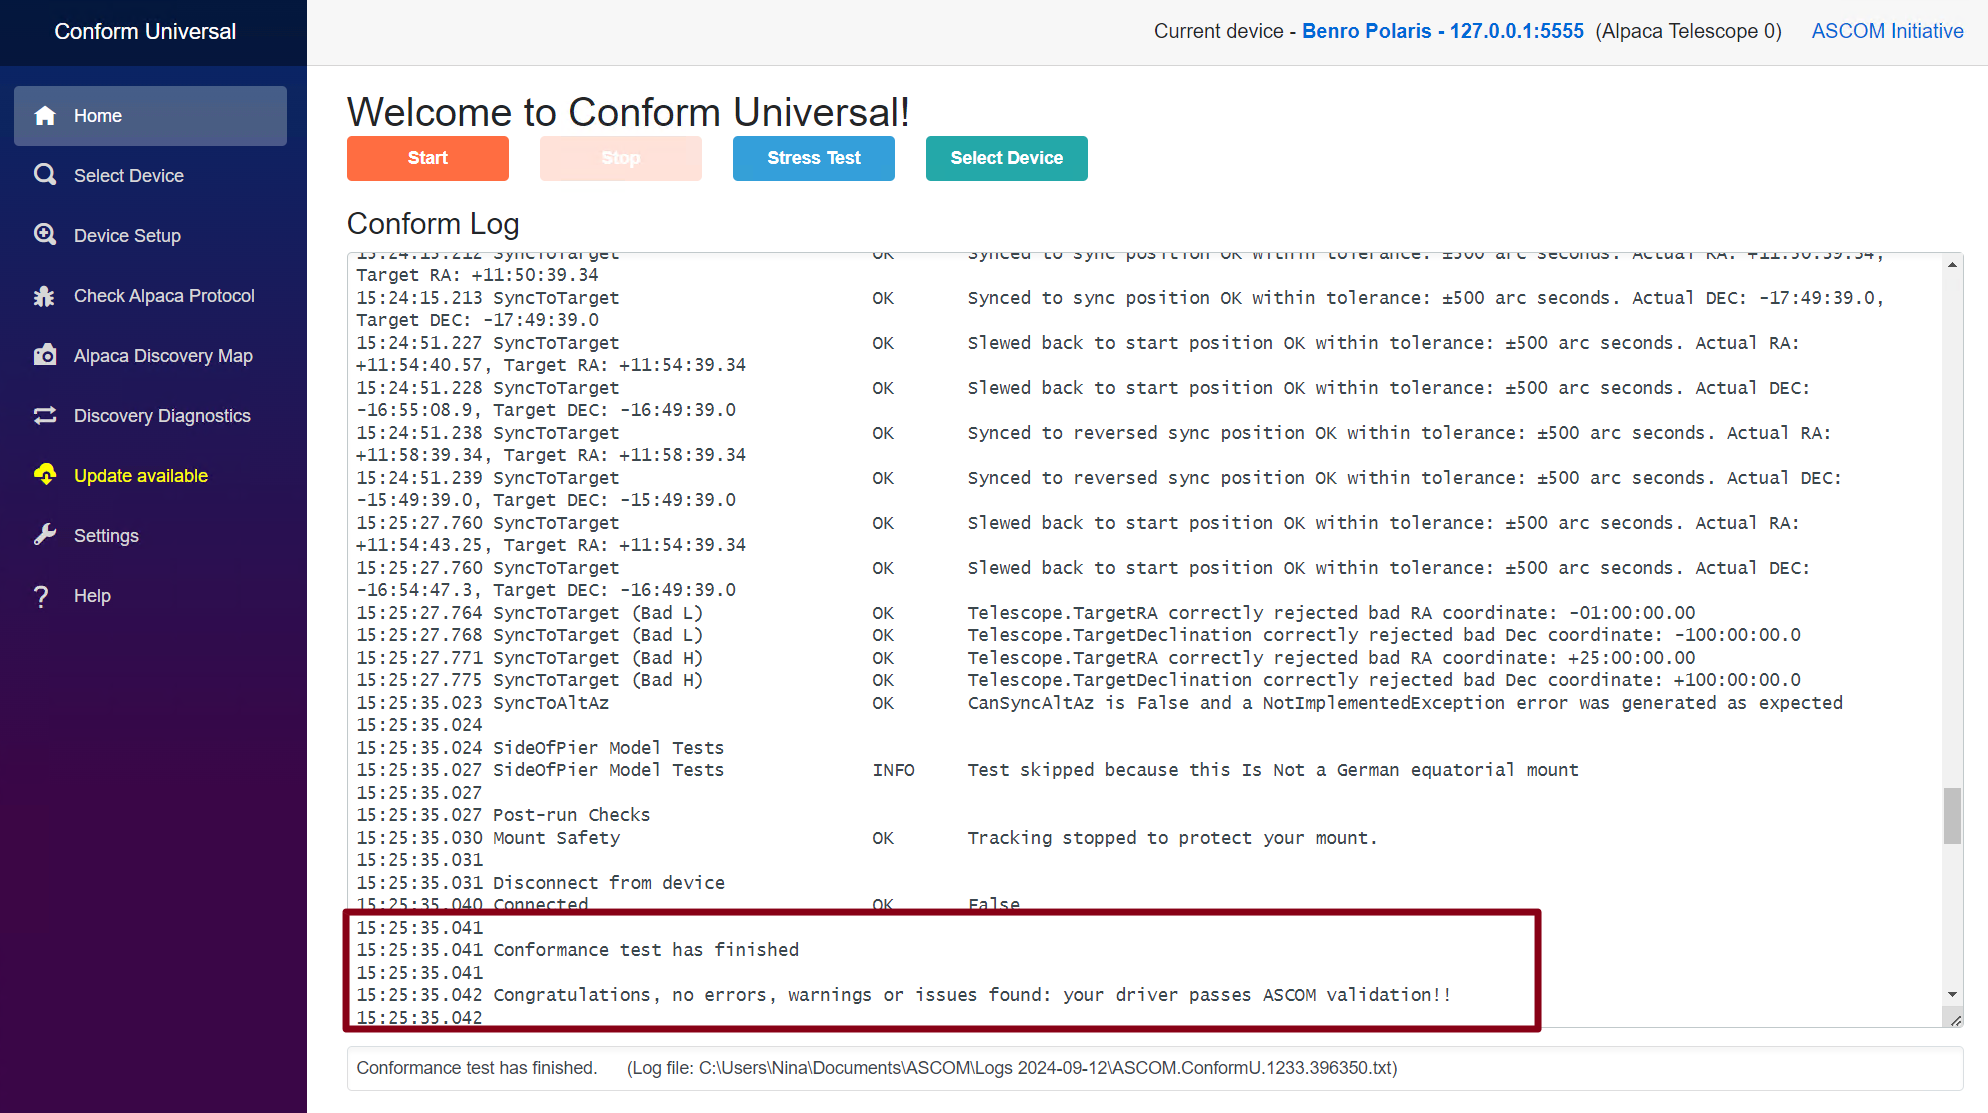 Conform Universal
Current device - Benro Polaris - 127.0.0.1:5555 (Alpaca Telescope 0) ASCOM Initiative
Home
Select Device
Device Setup
Check Alpaca Protocol
Alpaca Discovery Map
Discovery Diagnostics
Update available
Settings
Help
Welcome to Conform Universal!
Start Stop Stress Test Select Device
Conform Log
15:24:15.212 SyncToTarget OK Synced to sync position OK within tolerance: ±500 arc seconds. Actual RA: +11:50:39.34,
Target RA: +11:50:39.34
15:24:15.213 SyncToTarget OK Synced to sync position OK within tolerance: ±500 arc seconds. Actual DEC: -17:49:39.0,
Target DEC: -17:49:39.0
15:24:51.227 SyncToTarget OK Slewed back to start position OK within tolerance: ±500 arc seconds. Actual RA:
+11:54:40.57, Target RA: +11:54:39.34
15:24:51.228 SyncToTarget OK Slewed back to start position OK within tolerance: ±500 arc seconds. Actual DEC:
-16:55:08.9, Target DEC: -16:49:39.0
15:24:51.238 SyncToTarget OK Synced to reversed sync position OK within tolerance: ±500 arc seconds. Actual RA:
+11:58:39.34, Target RA: +11:58:39.34
15:24:51.239 SyncToTarget OK Synced to reversed sync position OK within tolerance: ±500 arc seconds. Actual DEC:
-15:49:39.0, Target DEC: -15:49:39.0
15:25:27.760 SyncToTarget OK Slewed back to start position OK within tolerance: ±500 arc seconds. Actual RA:
+11:54:43.25, Target RA: +11:54:39.34
15:25:27.760 SyncToTarget OK Slewed back to start position OK within tolerance: ±500 arc seconds. Actual DEC:
-16:54:47.3, Target DEC: -16:49:39.0
15:25:27.764 SyncToTarget (Bad L) OK Telescope.TargetRA correctly rejected bad RA coordinate: -01:00:00.00
15:25:27.768 SyncToTarget (Bad L) OK Telescope.TargetDeclination correctly rejected bad Dec coordinate: -100:00:00.0
15:25:27.771 SyncToTarget (Bad H) OK Telescope.TargetRA correctly rejected bad RA coordinate: +25:00:00.00
15:25:27.775 SyncToTarget (Bad H) OK Telescope.TargetDeclination correctly rejected bad Dec coordinate: +100:00:00.0
15:25:35.023 SyncToAltAz OK CanSyncAltAz is False and a NotImplementedException error was generated as expected
15:25:35.024
15:25:35.024 SideOfPier Model Tests
15:25:35.027 SideOfPier Model Tests INFO Test skipped because this Is Not a German equatorial mount
15:25:35.027
15:25:35.027 Post-run Checks
15:25:35.030 Mount Safety OK Tracking stopped to protect your mount.
15:25:35.031
15:25:35.031 Disconnect from device
15:25:35.040 Connected OK False
15:25:35.041
15:25:35.041 Conformance test has finished
15:25:35.041
15:25:35.042 Congratulations, no errors, warnings or issues found: your driver passes ASCOM validation!!
15:25:35.042
Conformance test has finished. (Log file: C:\Users\Nina\Documents\ASCOM\Logs 2024-09-12\ASCOM.ConformU.1233.396350.txt)